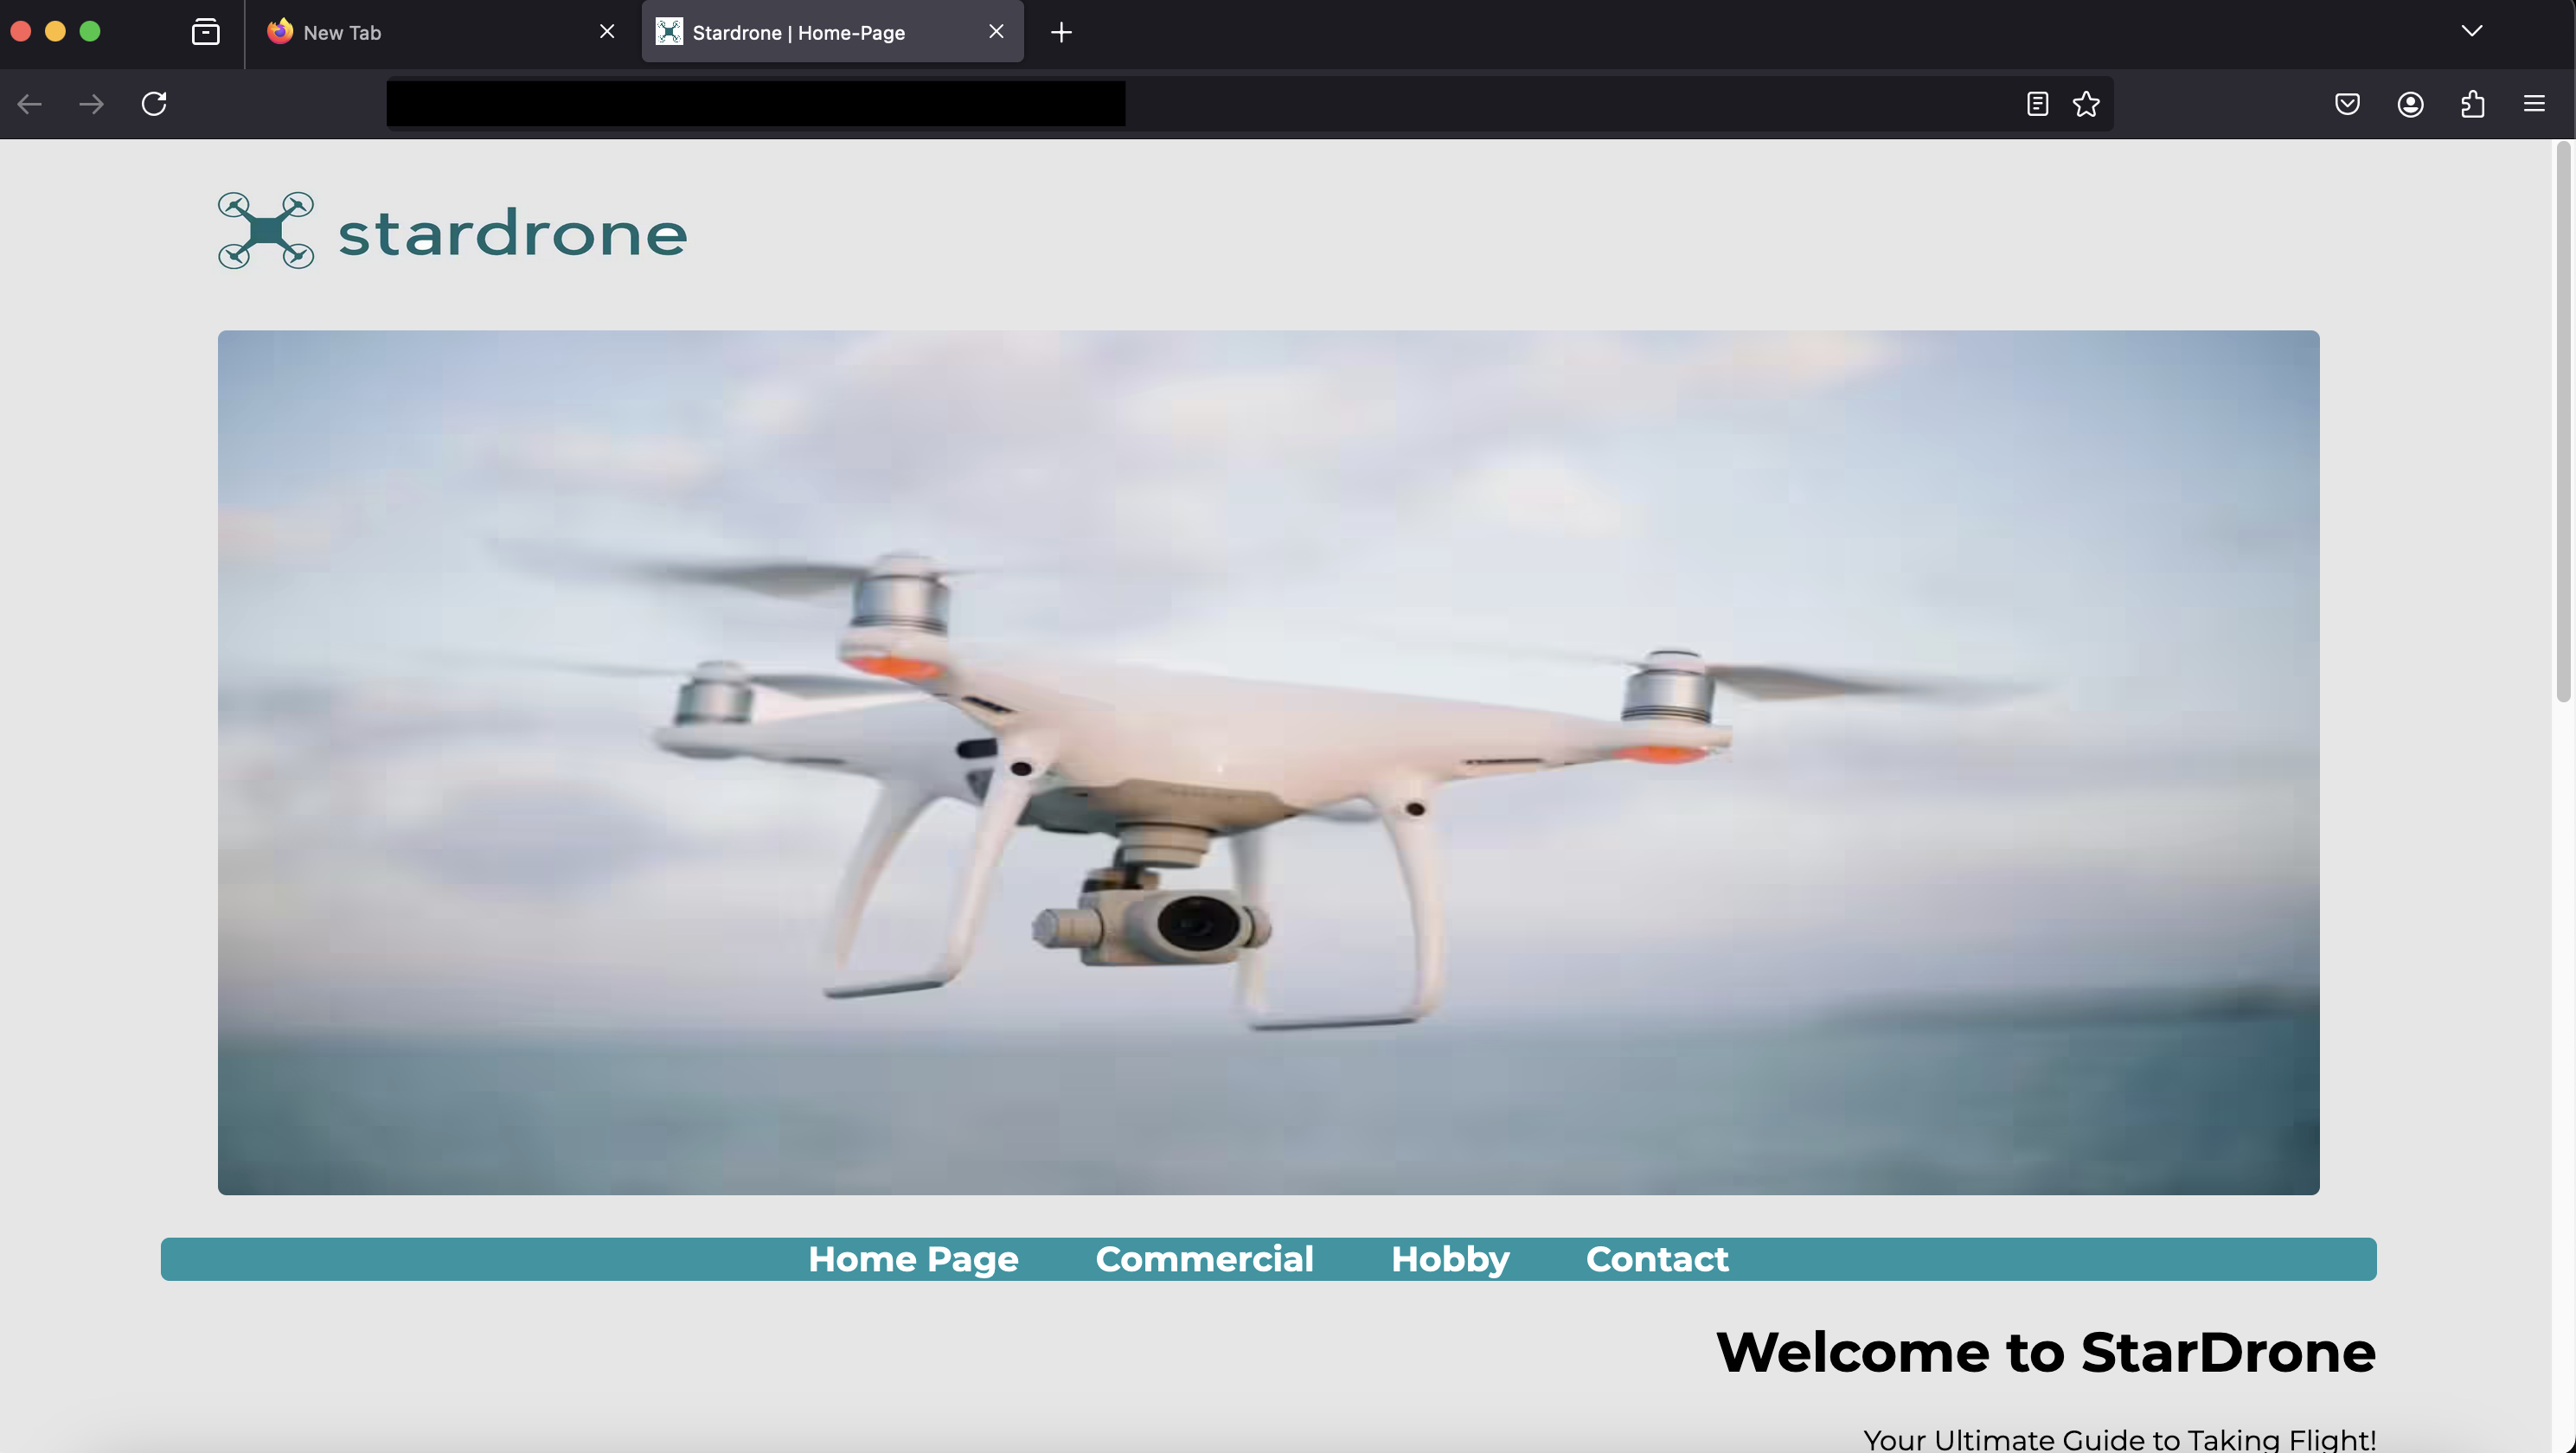 New Tab
Stardrone | Home-Page
stardrone
Home Page Commercial Hobby Contact
Welcome to StarDrone
Your Ultimate Guide to Taking Flight!